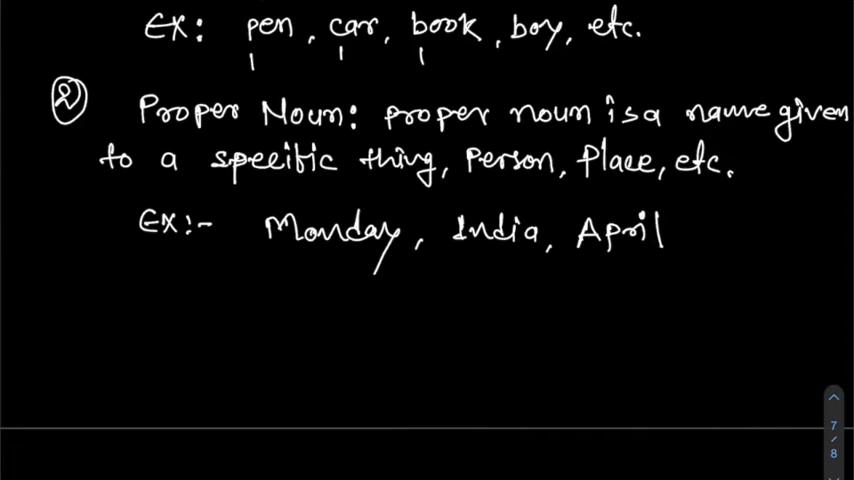 Ex: pen, car, book, boy, etc.
② Proper Noun: proper noun is a name given
to a specific thing, Person, Place, etc.
Ex:- Monday, India, April
7
/
8